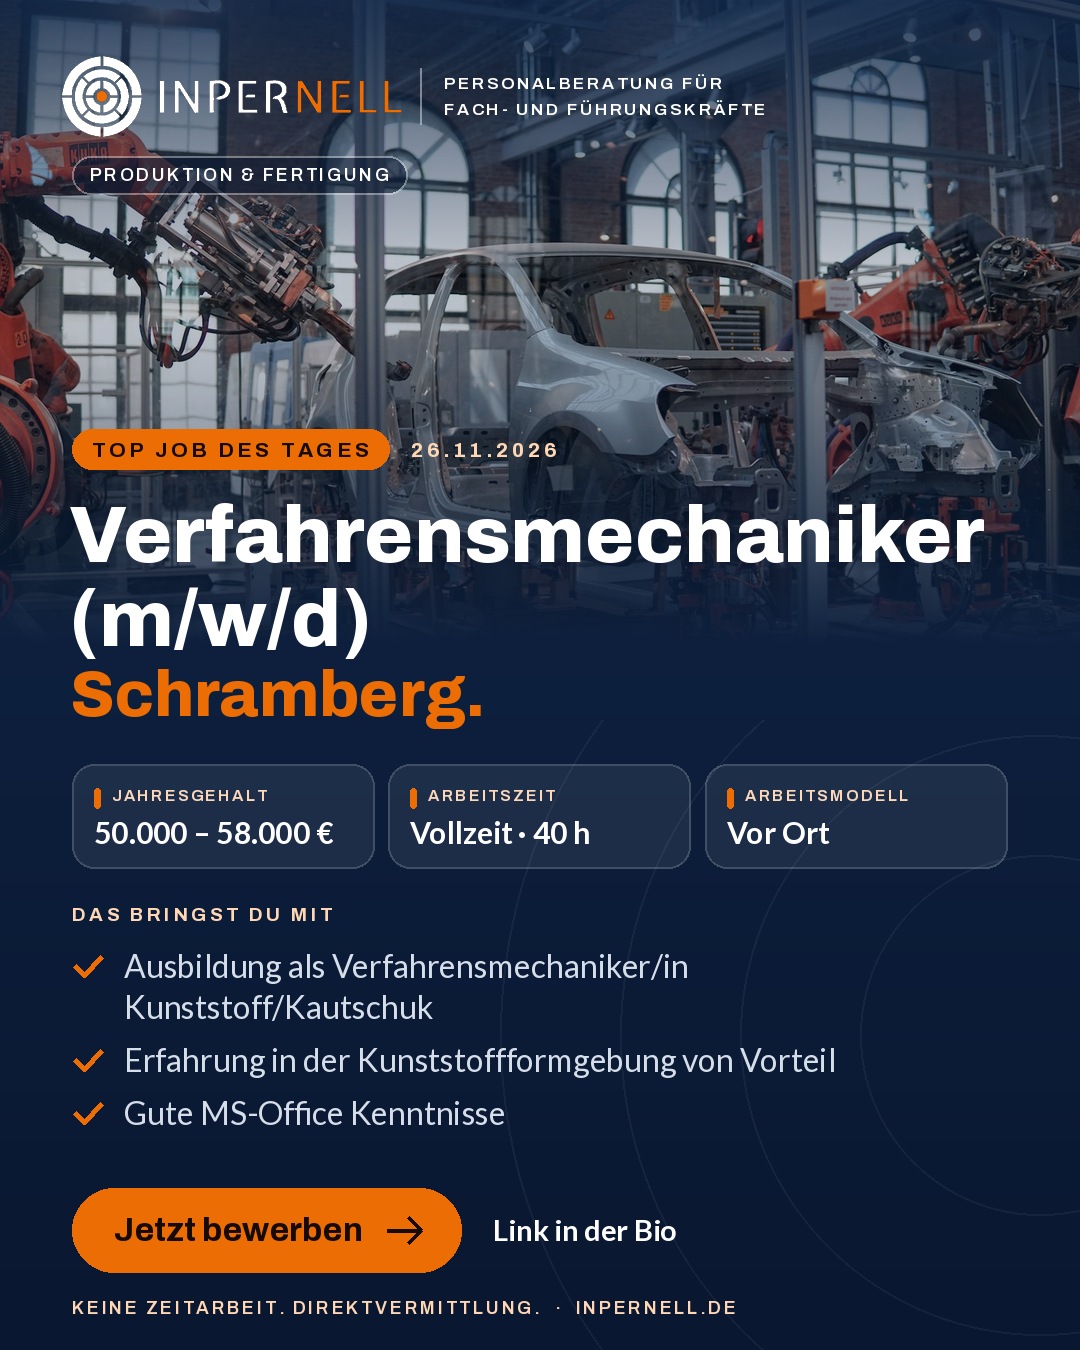 INPERNELL
PERSONALBERATUNG FÜR
FACH- UND FÜHRUNGSKRÄFTE
KUKA
PRODUKTION & FERTIGUNG
TOP JOB DES TAGES
26.11.2026
Verfahrensmechaniker
(m/w/d)
Schramberg.
JAHRESGEHALT
50.000 – 58.000 €
ARBEITSZEIT
Vollzeit · 40 h
ARBEITSMODELL
Vor Ort
DAS BRINGST DU MIT
Ausbildung als Verfahrensmechaniker/in
Kunststoff/Kautschuk
Erfahrung in der Kunststoffformgebung von Vorteil
Gute MS-Office Kenntnisse
Jetzt bewerben →
Link in der Bio
KEINE ZEITARBEIT. DIREKTVERMITTLUNG. · INPERNELL.DE